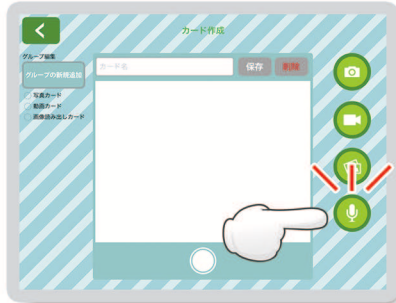 カード作成
グループ編集
グループの新規追加
写真カード
動画カード
画像読み出しカード
カード名
保存
削除